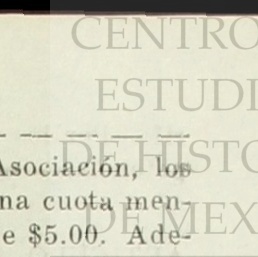 CENTRO
ESTUDI
DE HISTO
DE MEX
Asociación, los
na cuota men-
e $5.00. Ade-